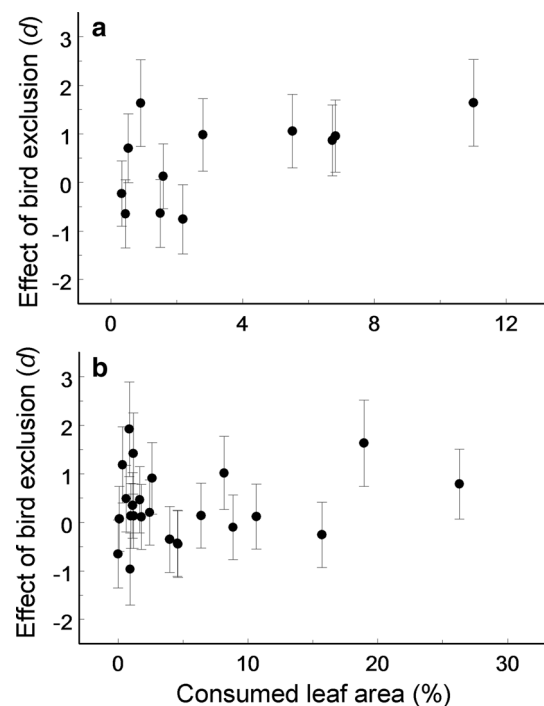 a
Effect of bird exclusion (d)
3
2
1
0
-1
-2
0 4 8 12
b
Effect of bird exclusion (d)
3
2
1
0
-1
-2
0 10 20 30
Consumed leaf area (%)